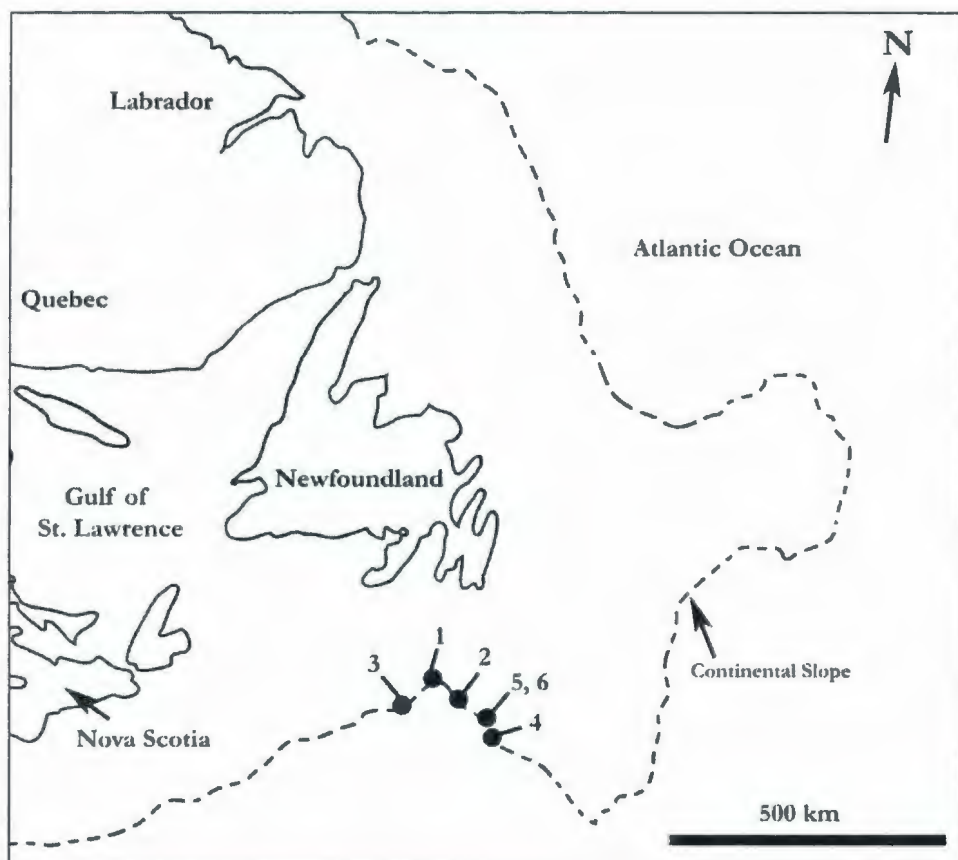 N
Labrador
Atlantic Ocean
Quebec
Newfoundland
Gulf of
St. Lawrence
1
3
2
5, 6
4
Continental Slope
Nova Scotia
500 km